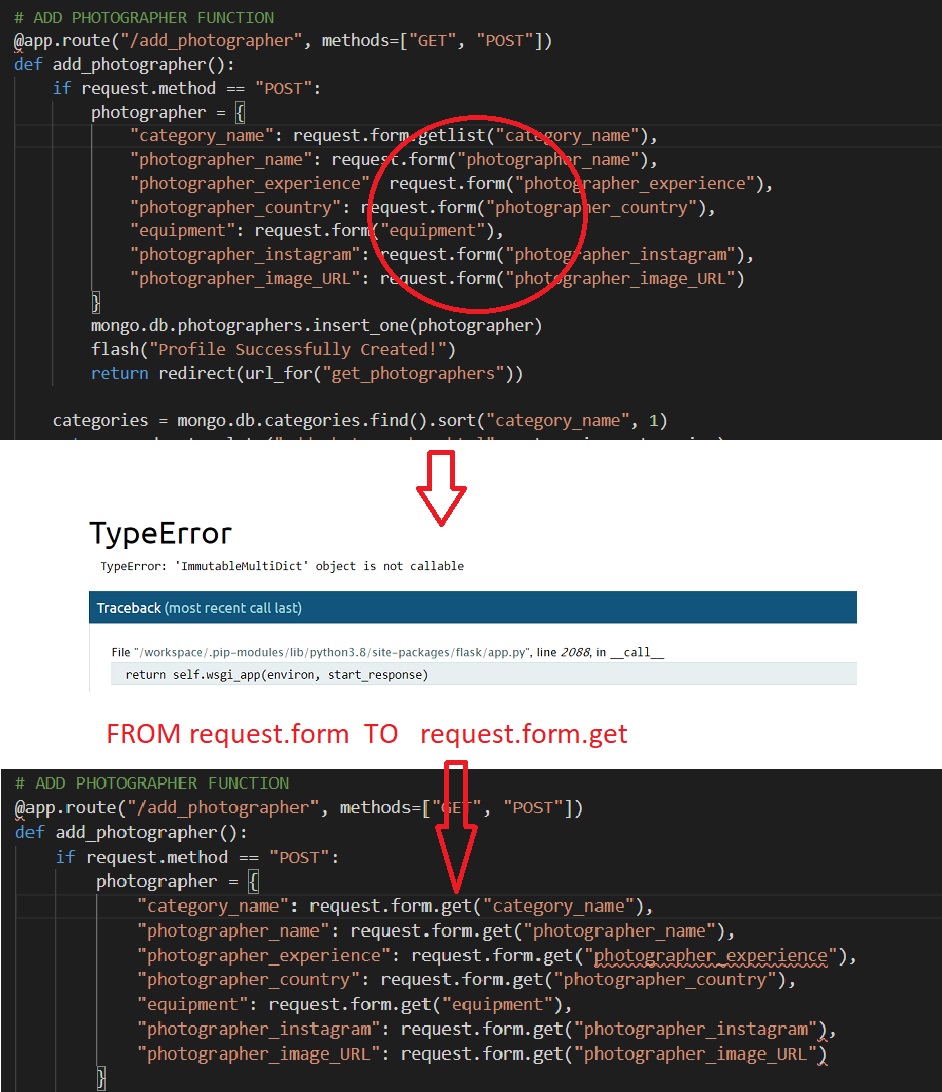 # ADD PHOTOGRAPHER FUNCTION
@app.route("/add_photographer", methods=["GET", "POST"])
def add_photographer():
    if request.method == "POST":
        photographer = {
            "category_name": request.form.getlist("category_name"),
            "photographer_name": request.form("photographer_name"),
            "photographer_experience" request.form("photographer_experience"),
            "photographer_country": request.form("photographer_country"),
            "equipment": request.form("equipment"),
            "photographer_instagram": request.form("photographer_instagram"),
            "photographer_image_URL": request.form("photographer_image_URL")
        }
        mongo.db.photographers.insert_one(photographer)
        flash("Profile Successfully Created!")
        return redirect(url_for("get_photographers"))
    categories = mongo.db.categories.find().sort("category_name", 1)
TypeError
TypeError: 'ImmutableMultiDict' object is not callable
Traceback (most recent call last)
File "/workspace/.pip-modules/lib/python3.8/site-packages/flask/app.py", line 2088, in __call__
return self.wsgi_app(environ, start_response)
FROM request.form TO request.form.get
# ADD PHOTOGRAPHER FUNCTION
@app.route("/add_photographer", methods=["GET", "POST"])
def add_photographer():
    if request.method == "POST":
        photographer = {
            "category_name": request.form.get("category_name"),
            "photographer_name": request.form.get("photographer_name"),
            "photographer_experience": request.form.get("photographer_experience"),
            "photographer_country": request.form.get("photographer_country"),
            "equipment": request.form.get("equipment"),
            "photographer_instagram": request.form.get("photographer_instagram"),
            "photographer_image_URL": request.form.get("photographer_image_URL")
        }